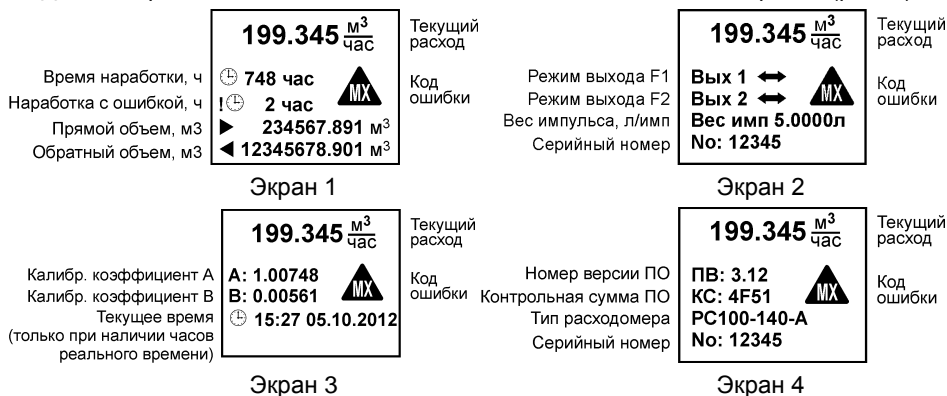 199.345 м³/час
Текущий расход
Время наработки, ч
748 час
MX
Код ошибки
Наработка с ошибкой, ч
! 2 час
Прямой объем, м3
▶ 234567.891 м³
Обратный объем, м3
◀ 12345678.901 м³
Экран 1
199.345 м³/час
Текущий расход
Режим выхода F1
Вых 1 ⬌
MX
Код ошибки
Режим выхода F2
Вых 2 ⬌
Вес импульса, л/имп
Вес имп 5.0000л
Серийный номер
No: 12345
Экран 2
199.345 м³/час
Текущий расход
Калибр. коэффициент А
A: 1.00748
MX
Код ошибки
Калибр. коэффициент В
B: 0.00561
Текущее время
(только при наличии часов
реального времени)
15:27 05.10.2012
Экран 3
199.345 м³/час
Текущий расход
Номер версии ПО
ПВ: 3.12
MX
Код ошибки
Контрольная сумма ПО
КС: 4F51
Тип расходомера
РС100-140-А
Серийный номер
No: 12345
Экран 4